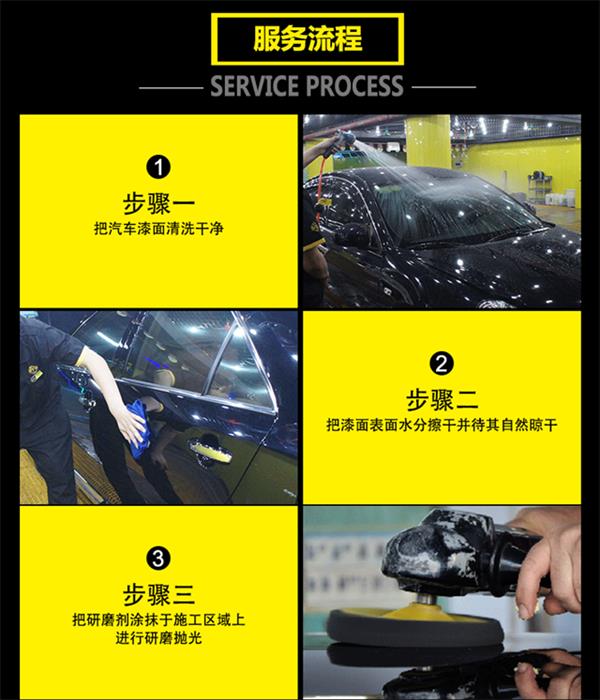 服务流程
SERVICE PROCESS
1
步骤一
把汽车漆面清洗干净
2
步骤二
把漆面表面水分擦干并待其自然晾干
3
步骤三
把研磨剂涂抹于施工区域上
进行研磨抛光